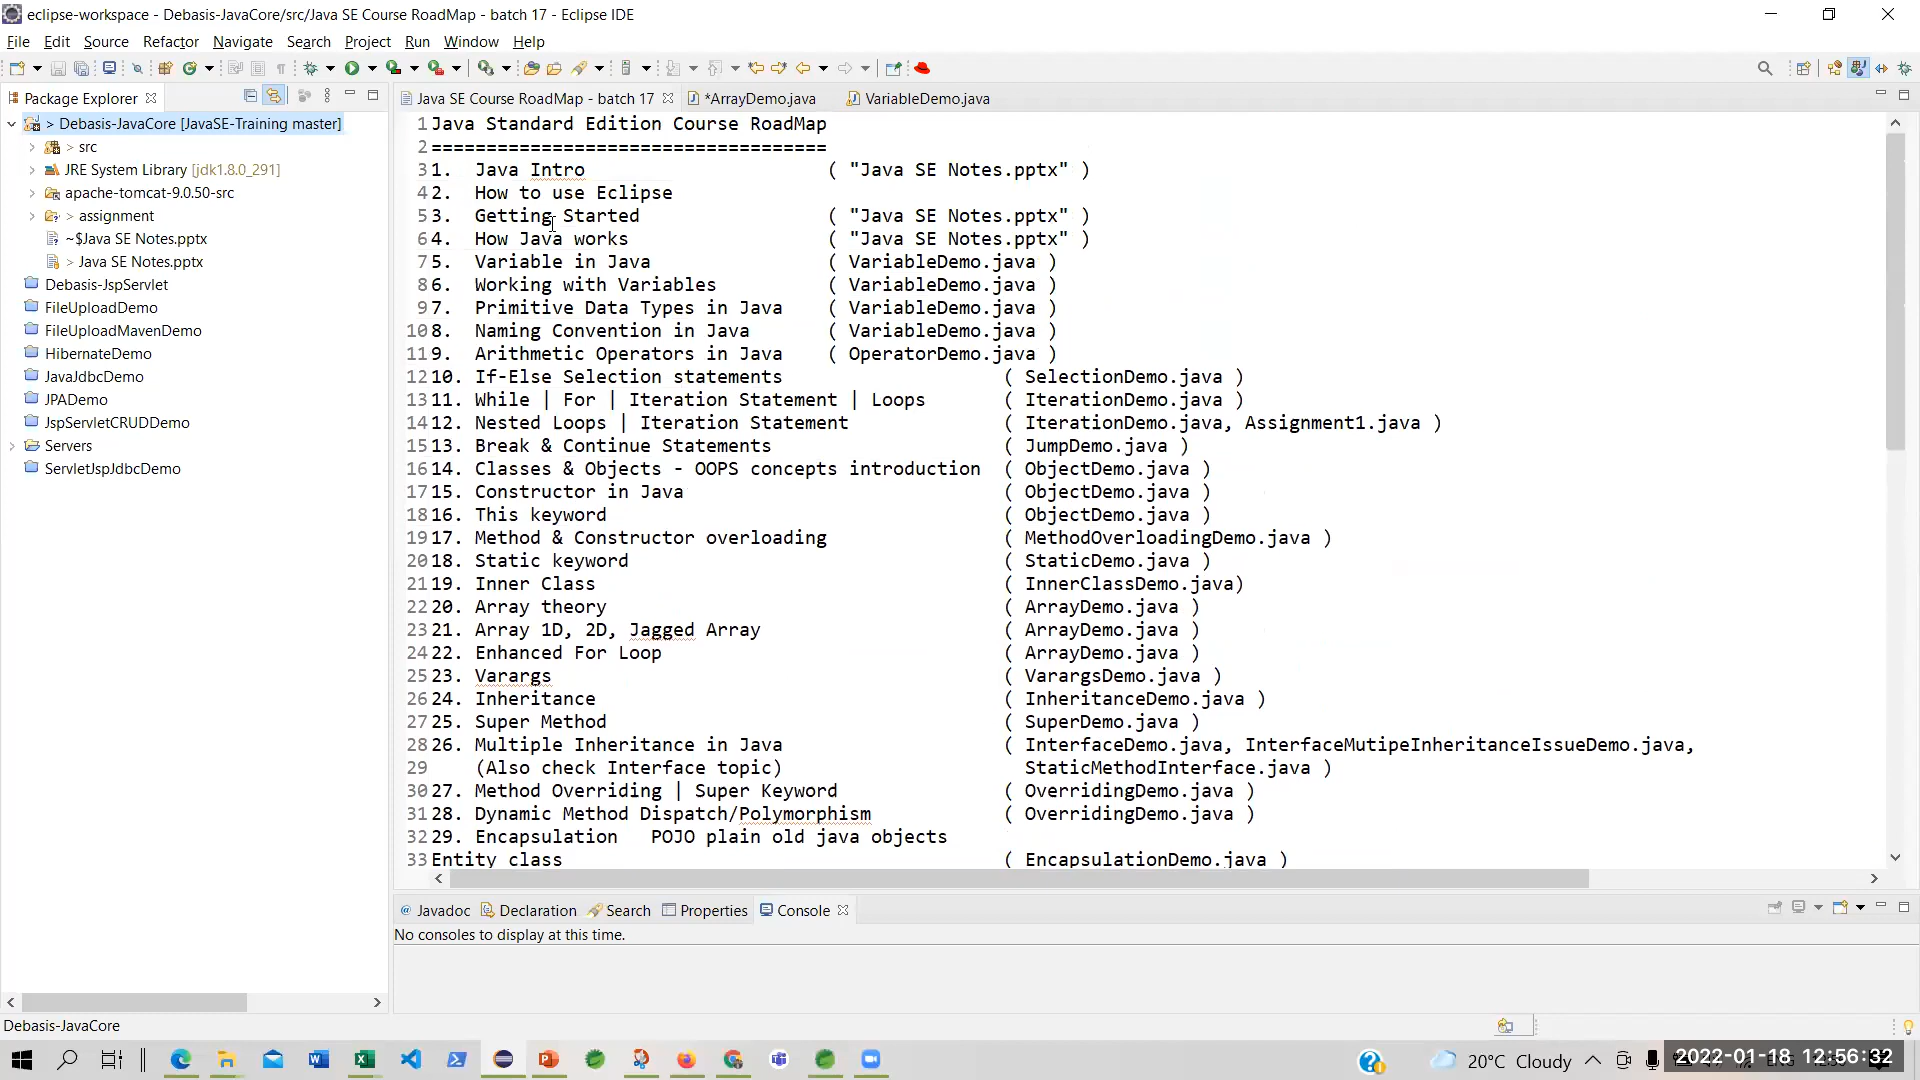 eclipse-workspace - Debasis-JavaCore/src/Java SE Course RoadMap - batch 17 - Eclipse IDE
File Edit Source Refactor Navigate Search Project Run Window Help
Package Explorer
> Debasis-JavaCore [JavaSE-Training master]
> src
JRE System Library [jdk1.8.0_291]
apache-tomcat-9.0.50-src
> assignment
~$Java SE Notes.pptx
> Java SE Notes.pptx
Debasis-JspServlet
FileUploadDemo
FileUploadMavenDemo
HibernateDemo
JavaJdbcDemo
JPADemo
JspServletCRUDDemo
Servers
ServletJspJdbcDemo
Java SE Course RoadMap - batch 17 *ArrayDemo.java VariableDemo.java
1 Java Standard Edition Course RoadMap
2 ====================================
3 1. Java Intro ( "Java SE Notes.pptx" )
4 2. How to use Eclipse
5 3. Getting Started ( "Java SE Notes.pptx" )
6 4. How Java works ( "Java SE Notes.pptx" )
7 5. Variable in Java ( VariableDemo.java )
8 6. Working with Variables ( VariableDemo.java )
9 7. Primitive Data Types in Java ( VariableDemo.java )
10 8. Naming Convention in Java ( VariableDemo.java )
11 9. Arithmetic Operators in Java ( OperatorDemo.java )
12 10. If-Else Selection statements ( SelectionDemo.java )
13 11. While | For | Iteration Statement | Loops ( IterationDemo.java )
14 12. Nested Loops | Iteration Statement ( IterationDemo.java, Assignment1.java )
15 13. Break & Continue Statements ( JumpDemo.java )
16 14. Classes & Objects - OOPS concepts introduction ( ObjectDemo.java )
17 15. Constructor in Java ( ObjectDemo.java )
18 16. This keyword ( ObjectDemo.java )
19 17. Method & Constructor overloading ( MethodOverloadingDemo.java )
20 18. Static keyword ( StaticDemo.java )
21 19. Inner Class ( InnerClassDemo.java)
22 20. Array theory ( ArrayDemo.java )
23 21. Array 1D, 2D, Jagged Array ( ArrayDemo.java )
24 22. Enhanced For Loop ( ArrayDemo.java )
25 23. Varargs ( VarargsDemo.java )
26 24. Inheritance ( InheritanceDemo.java )
27 25. Super Method ( SuperDemo.java )
28 26. Multiple Inheritance in Java ( InterfaceDemo.java, InterfaceMutipeInheritanceIssueDemo.java,
29 (Also check Interface topic) StaticMethodInterface.java )
30 27. Method Overriding | Super Keyword ( OverridingDemo.java )
31 28. Dynamic Method Dispatch/Polymorphism ( OverridingDemo.java )
32 29. Encapsulation POJO plain old java objects
33 Entity class ( EncapsulationDemo.java )
Javadoc Declaration Search Properties Console
No consoles to display at this time.
Debasis-JavaCore
20°C Cloudy 2022-01-18 12:56:32